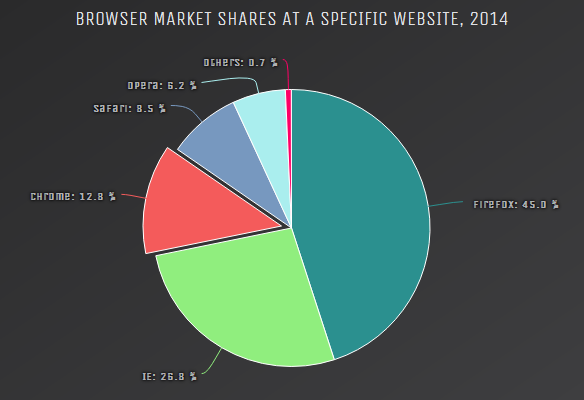 BROWSER MARKET SHARES AT A SPECIFIC WEBSITE, 2014
Others: 0.7 %
Opera: 6.2 %
Safari: 8.5 %
Chrome: 12.8 %
Firefox: 45.0 %
IE: 26.8 %